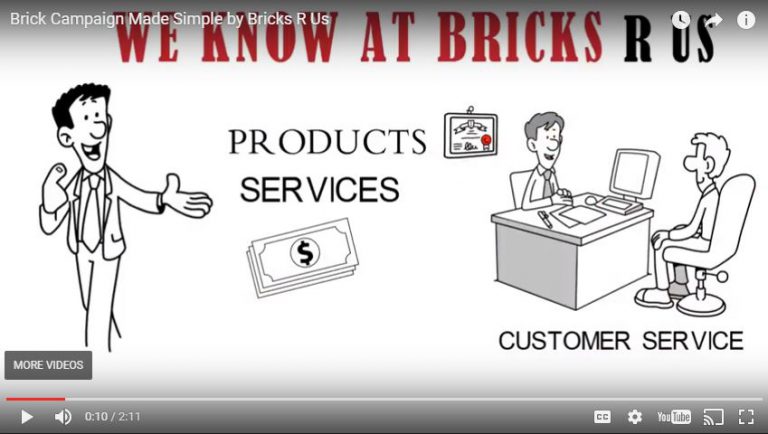 Brick Campaign Made Simple by Bricks R Us
WE KNOW AT BRICKS R US
PRODUCTS
SERVICES
$
CUSTOMER SERVICE
MORE VIDEOS
0:10 / 2:11
CC
YouTube